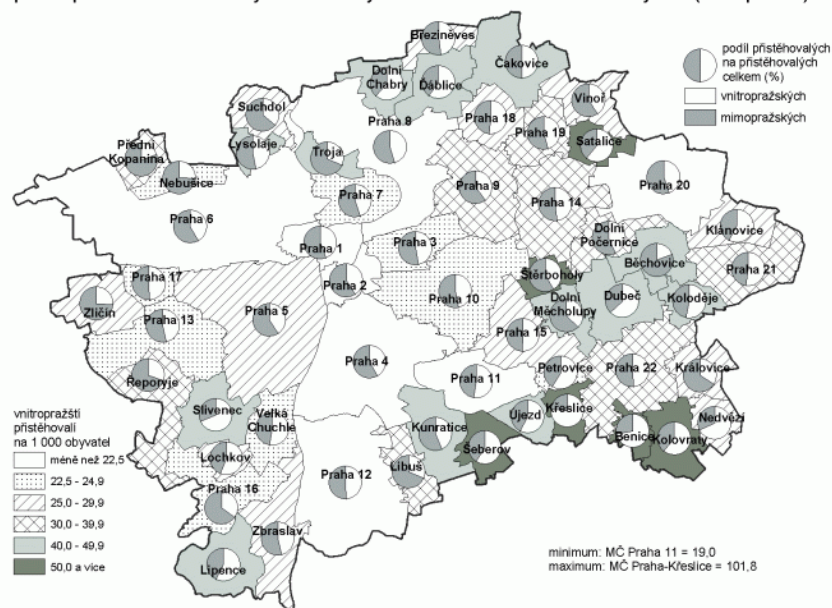 Březiněves
Čakovice
Dolní
Chabry
Ďáblice
Praha 8
Suchdol
Praha 18
Vinoř
Praha 19
Satalice
Lysolaje
Troja
Přední
Kopanina
Nebušice
Praha 7
Praha 9
Praha 14
Praha 20
Praha 6
Klánovice
Praha 1
Praha 3
Dolní
Počernice
Běchovice
Praha 21
Praha 17
Praha 2
Praha 10
Štěrboholy
Dubeč
Koloděje
Zličín
Praha 13
Praha 5
Dolní
Měcholupy
Praha 15
Praha 4
Praha 11
Petrovice
Praha 22
Královice
Řeporyje
Slivenec
Velká
Chuchle
Kunratice
Újezd
Křeslice
Nedvězí
Benice
Kolovraty
Šeberov
Lochkov
Libuš
Praha 12
Praha 16
Zbraslav
Lipence
podíl přistěhovalých
na přistěhovalých
celkem (%)
vnitropražských
mimopražských
vnitropražští
přistěhovalí
na 1 000 obyvatel
méně než 22,5
22,5 - 24,9
25,0 - 29,9
30,0 - 39,9
40,0 - 49,9
50,0 a více
minimum: MČ Praha 11 = 19,0
maximum: MČ Praha-Křeslice = 101,8